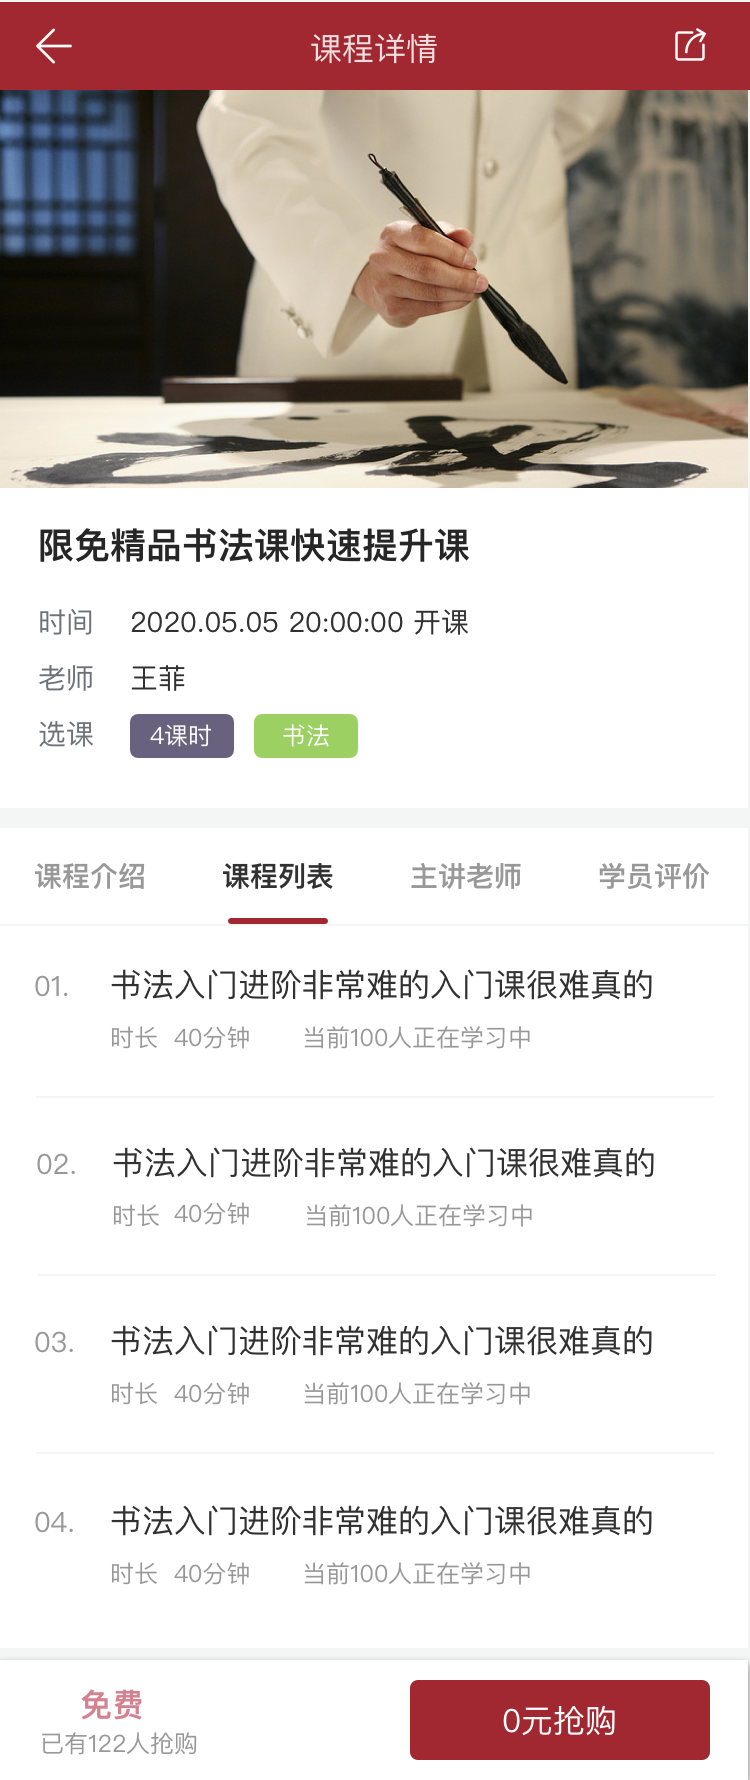 课程详情
限免精品书法课快速提升课
时间 2020.05.05 20:00:00 开课
老师 王菲
选课 4课时 书法
课程介绍 课程列表 主讲老师 学员评价
01. 书法入门进阶非常难的入门课很难真的
时长 40分钟 当前100人正在学习中
02. 书法入门进阶非常难的入门课很难真的
时长 40分钟 当前100人正在学习中
03. 书法入门进阶非常难的入门课很难真的
时长 40分钟 当前100人正在学习中
04. 书法入门进阶非常难的入门课很难真的
时长 40分钟 当前100人正在学习中
免费
已有122人抢购
0元抢购